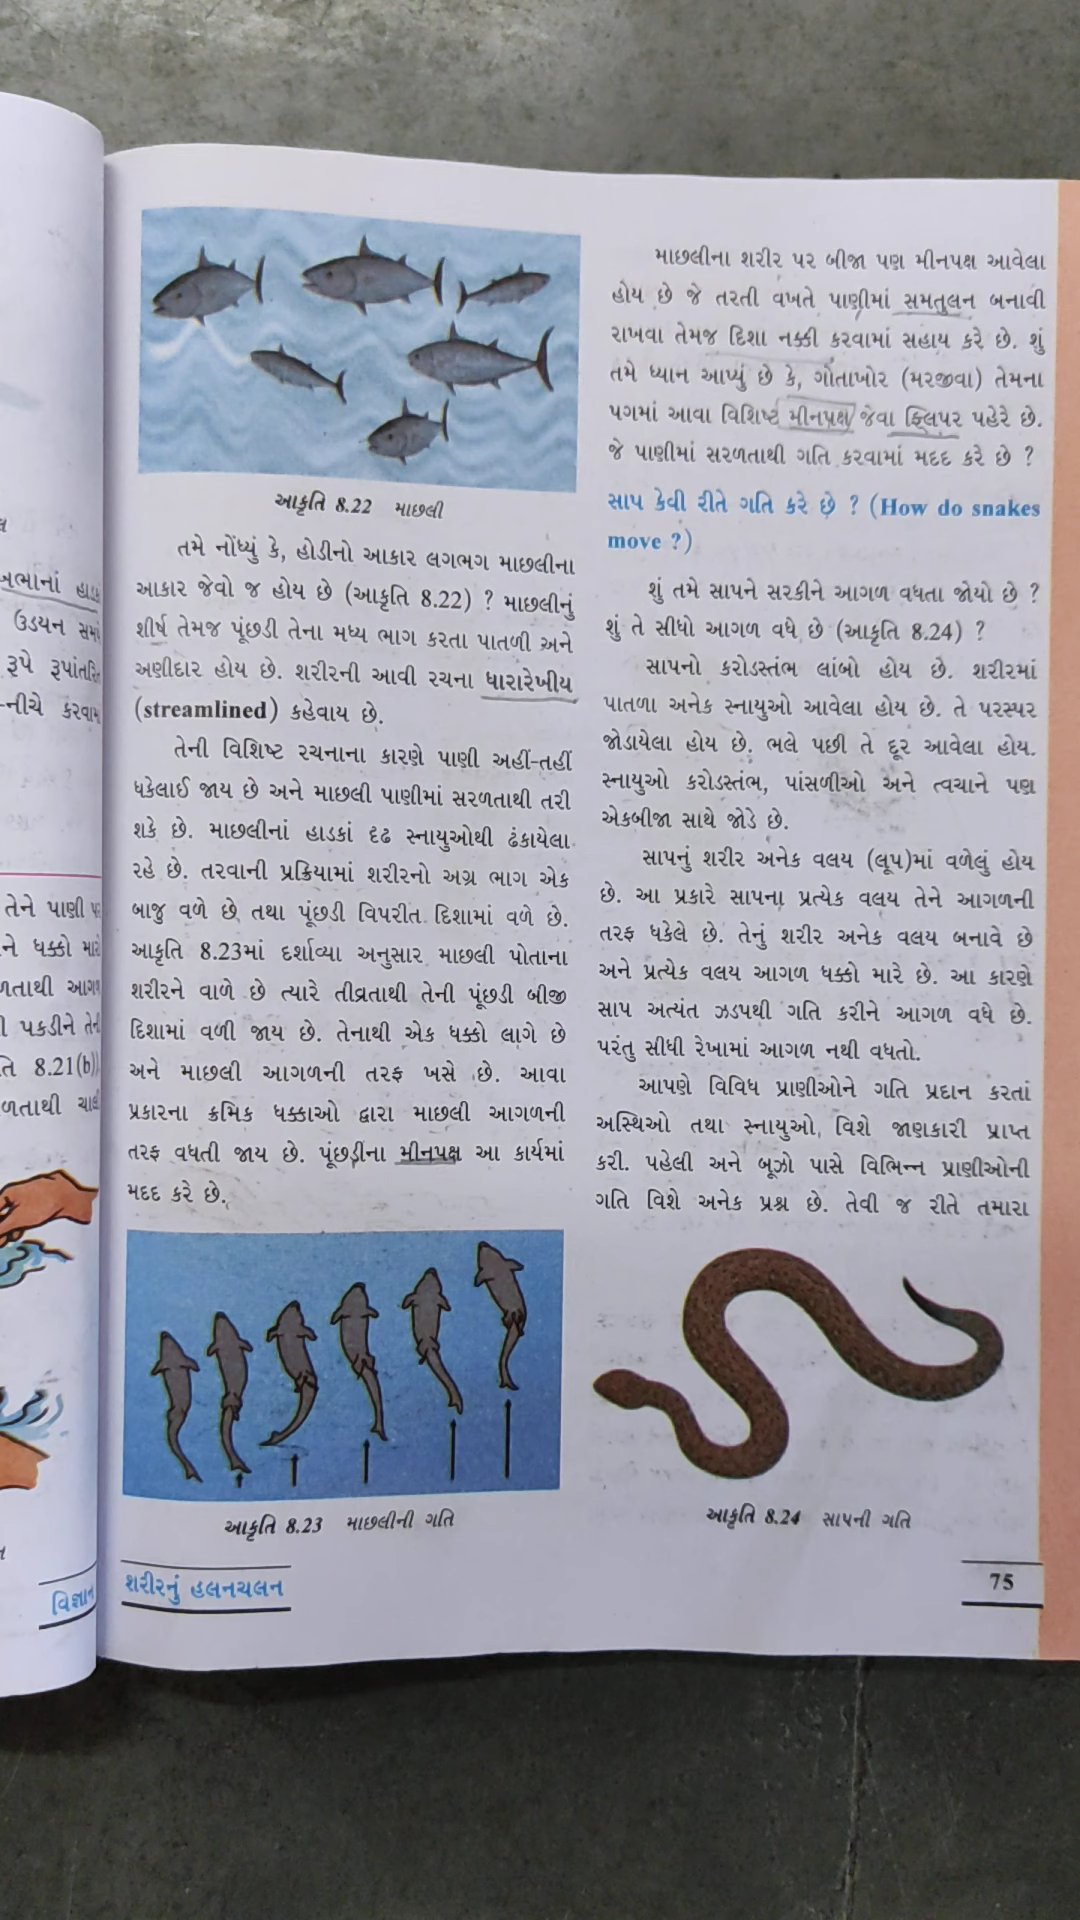 આકૃતિ 8.22 માછલી
તમે નોંધ્યું કે, હોડીનો આકાર લગભગ માછલીના
આકાર જેવો જ હોય છે (આકૃતિ 8.22) ? માછલીનું
શીર્ષ તેમજ પૂંછડી તેના મધ્ય ભાગ કરતા પાતળી અને
અણીદાર હોય છે. શરીરની આવી રચના ધારારેખીય
(streamlined) કહેવાય છે.
તેની વિશિષ્ટ રચનાના કારણે પાણી અહીં-તહીં
ધકેલાઈ જાય છે અને માછલી પાણીમાં સરળતાથી તરી
શકે છે. માછલીનાં હાડકાં દૃઢ સ્નાયુઓથી ઢંકાયેલા
રહે છે. તરવાની પ્રક્રિયામાં શરીરનો અગ્ર ભાગ એક
બાજુ વળે છે તથા પૂંછડી વિપરીત દિશામાં વળે છે.
આકૃતિ 8.23માં દર્શાવ્યા અનુસાર માછલી પોતાના
શરીરને વાળે છે ત્યારે તીવ્રતાથી તેની પૂંછડી બીજી
દિશામાં વળી જાય છે. તેનાથી એક ધક્કો લાગે છે
અને માછલી આગળની તરફ ખસે છે. આવા
પ્રકારના ક્રમિક ધક્કાઓ દ્વારા માછલી આગળની
તરફ વધતી જાય છે. પૂંછડીના મીનપક્ષ આ કાર્યમાં
મદદ કરે છે.
આકૃતિ 8.23 માછલીની ગતિ
માછલીના શરીર પર બીજા પણ મીનપક્ષ આવેલા
હોય છે જે તરતી વખતે પાણીમાં સમતુલન બનાવી
રાખવા તેમજ દિશા નક્કી કરવામાં સહાય કરે છે. શું
તમે ધ્યાન આપ્યું છે કે, ગોતાખોર (મરજીવા) તેમના
પગમાં આવા વિશિષ્ટ મીનપક્ષ જેવા ફ્લિપર પહેરે છે.
જે પાણીમાં સરળતાથી ગતિ કરવામાં મદદ કરે છે ?
સાપ કેવી રીતે ગતિ કરે છે ? (How do snakes
move ?)
શું તમે સાપને સરકીને આગળ વધતા જોયો છે ?
શું તે સીધો આગળ વધે છે (આકૃતિ 8.24) ?
સાપનો કરોડસ્તંભ લાંબો હોય છે. શરીરમાં
પાતળા અનેક સ્નાયુઓ આવેલા હોય છે. તે પરસ્પર
જોડાયેલા હોય છે. ભલે પછી તે દૂર આવેલા હોય.
સ્નાયુઓ કરોડસ્તંભ, પાંસળીઓ અને ત્વચાને પણ
એકબીજા સાથે જોડે છે.
સાપનું શરીર અનેક વલય (લૂપ)માં વળેલું હોય
છે. આ પ્રકારે સાપના પ્રત્યેક વલય તેને આગળની
તરફ ધકેલે છે. તેનું શરીર અનેક વલય બનાવે છે
અને પ્રત્યેક વલય આગળ ધક્કો મારે છે. આ કારણે
સાપ અત્યંત ઝડપથી ગતિ કરીને આગળ વધે છે.
પરંતુ સીધી રેખામાં આગળ નથી વધતો.
આપણે વિવિધ પ્રાણીઓને ગતિ પ્રદાન કરતાં
અસ્થિઓ તથા સ્નાયુઓ વિશે જાણકારી પ્રાપ્ત
કરી. પહેલી અને બૂઝો પાસે વિભિન્ન પ્રાણીઓની
ગતિ વિશે અનેક પ્રશ્ન છે. તેવી જ રીતે તમારા
આકૃતિ 8.24 સાપની ગતિ
શરીરનું હલનચલન
75
ઉડયન
-નીચે
તેને પાણી
ને ધક્કો
પકડીને
8.21(b))
વિજ્ઞાન